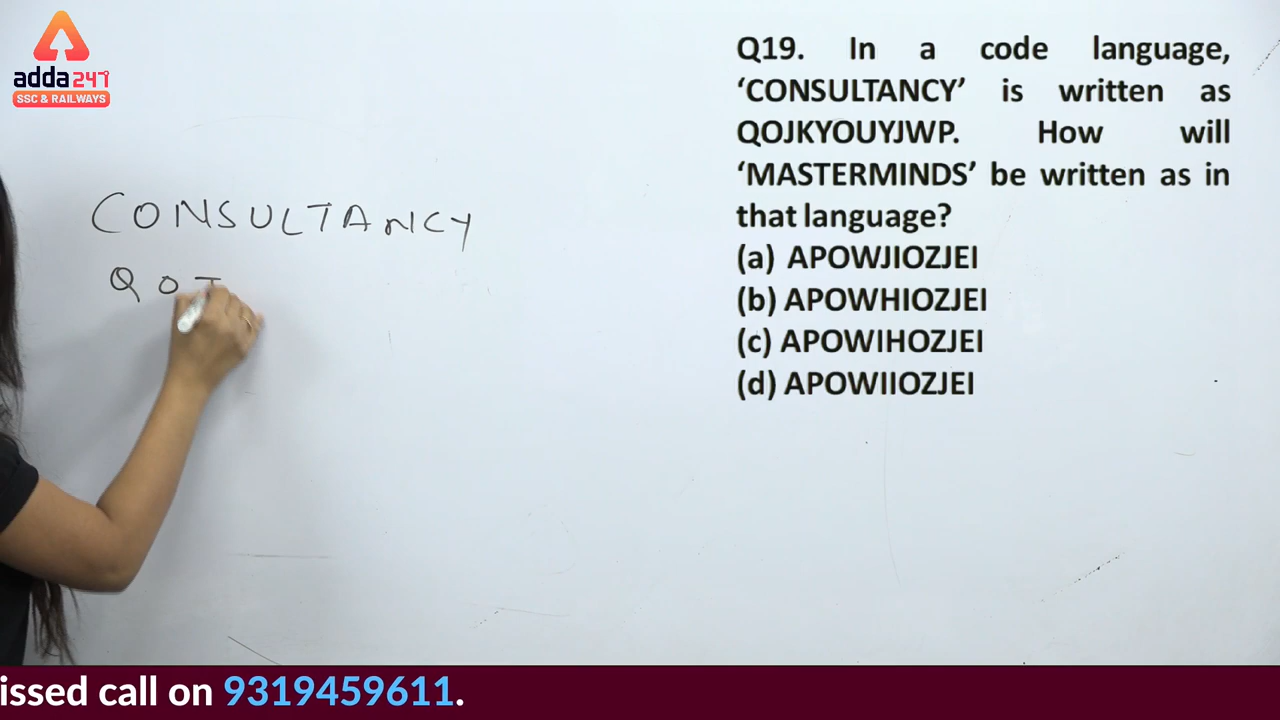 adda247
SSC & RAILWAYS
Q19. In a code language,
‘CONSULTANCY’ is written as
QOJKYOUYJWP. How will
‘MASTERMINDS’ be written as in
that language?
(a) APOWJIOZJEI
(b) APOWHIOZJEI
(c) APOWIHOZJEI
(d) APOWIIOZJEI
CONSULTANCY
QO
issed call on 9319459611.